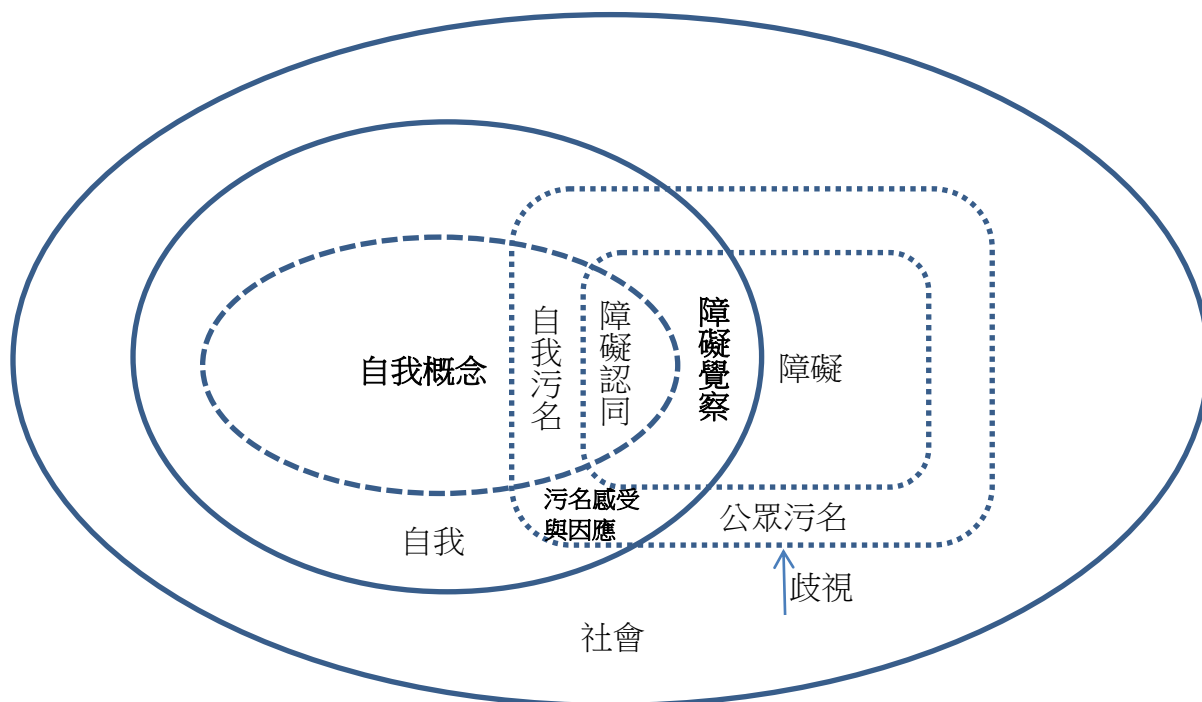 自我概念
自我污名
障礙認同
障礙覺察
障礙
污名感受
與因應
公眾污名
自我
歧視
社會